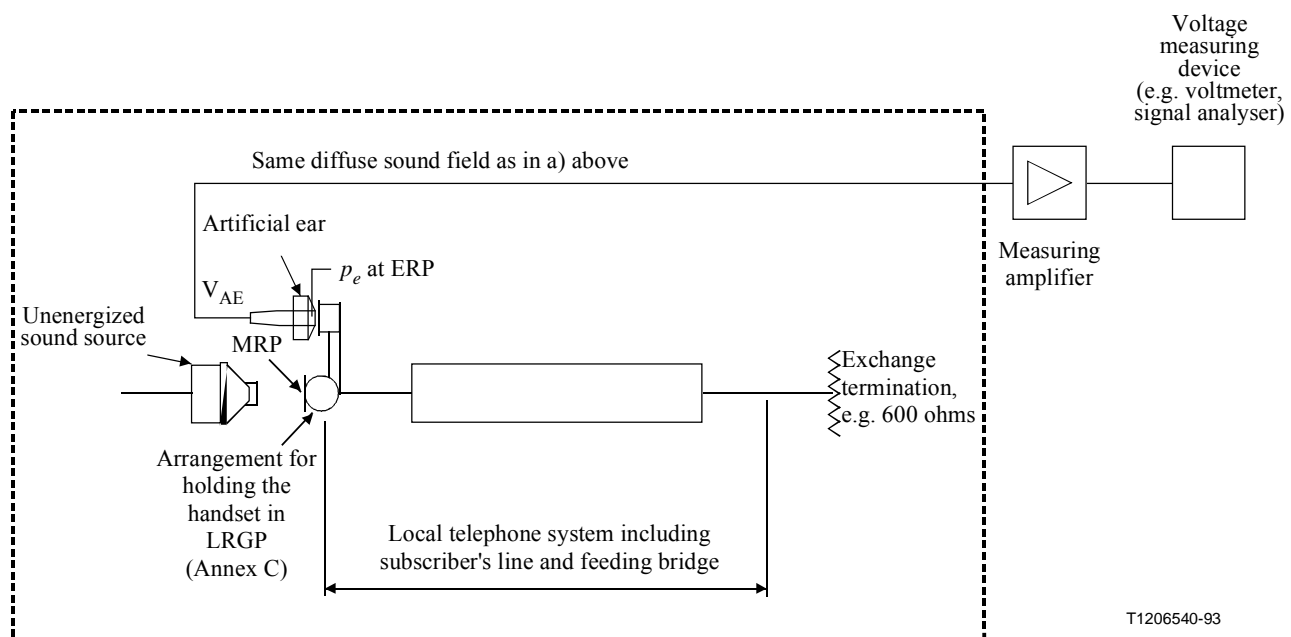 Voltage
measuring
device
(e.g. voltmeter,
signal analyser)
Same diffuse sound field as in a) above
Artificial ear
pₑ at ERP
Measuring
amplifier
V_AE
Unenergized
sound source
MRP
Exchange
termination,
e.g. 600 ohms
Arrangement for
holding the
handset in
LRGP
(Annex C)
Local telephone system including
subscriber's line and feeding bridge
T1206540-93